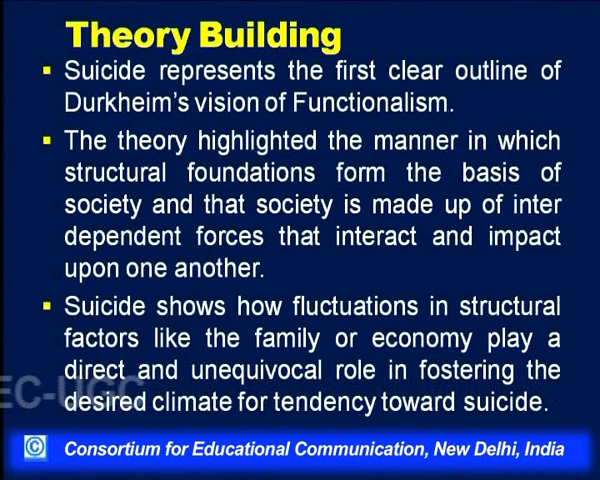 Theory Building
▪ Suicide represents the first clear outline of
Durkheim's vision of Functionalism.
▪ The theory highlighted the manner in which
structural foundations form the basis of
society and that society is made up of inter
dependent forces that interact and impact
upon one another.
▪ Suicide shows how fluctuations in structural
factors like the family or economy play a
direct and unequivocal role in fostering the
desired climate for tendency toward suicide.
EC-UGC
© Consortium for Educational Communication, New Delhi, India